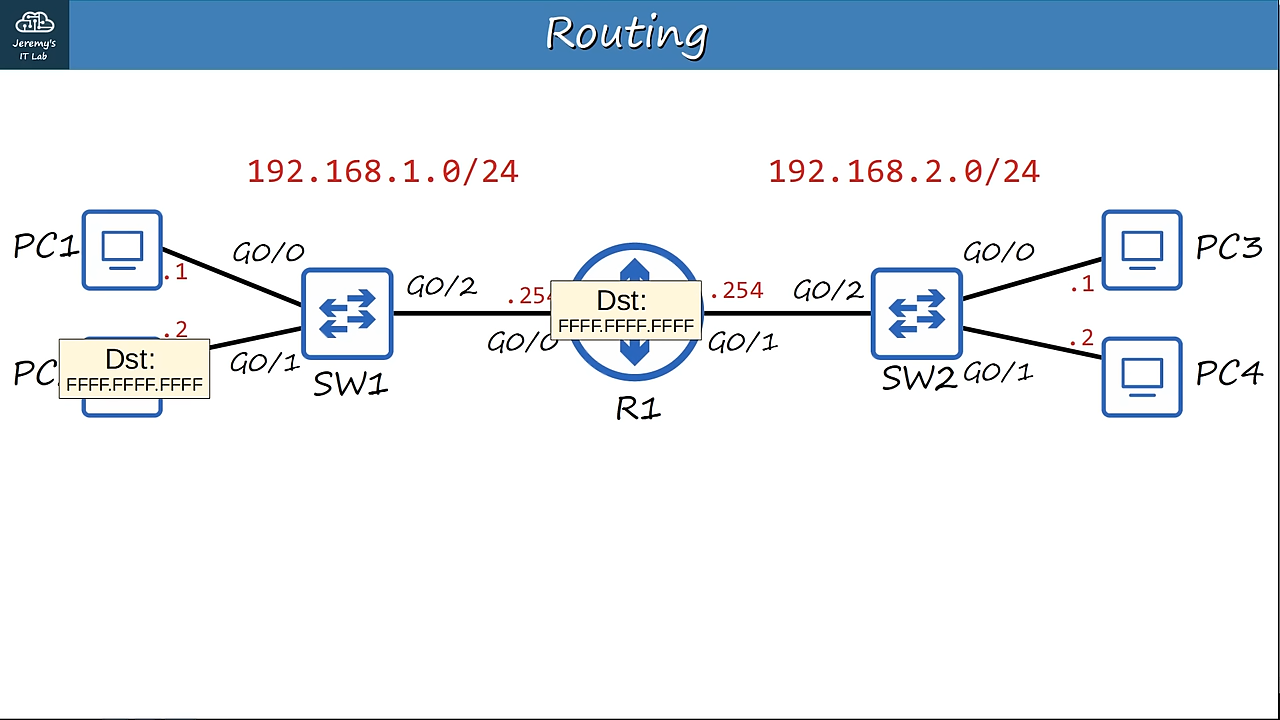 Jeremy's
IT Lab
Routing
192.168.1.0/24
192.168.2.0/24
PC1
.1
G0/0
G0/2
.254
G0/0
Dst:
FFFF.FFFF.FFFF
.254
G0/1
G0/2
G0/0
.1
PC3
.2
G0/1
SW1
PC
Dst:
FFFF.FFFF.FFFF
R1
SW2
G0/1
.2
PC4